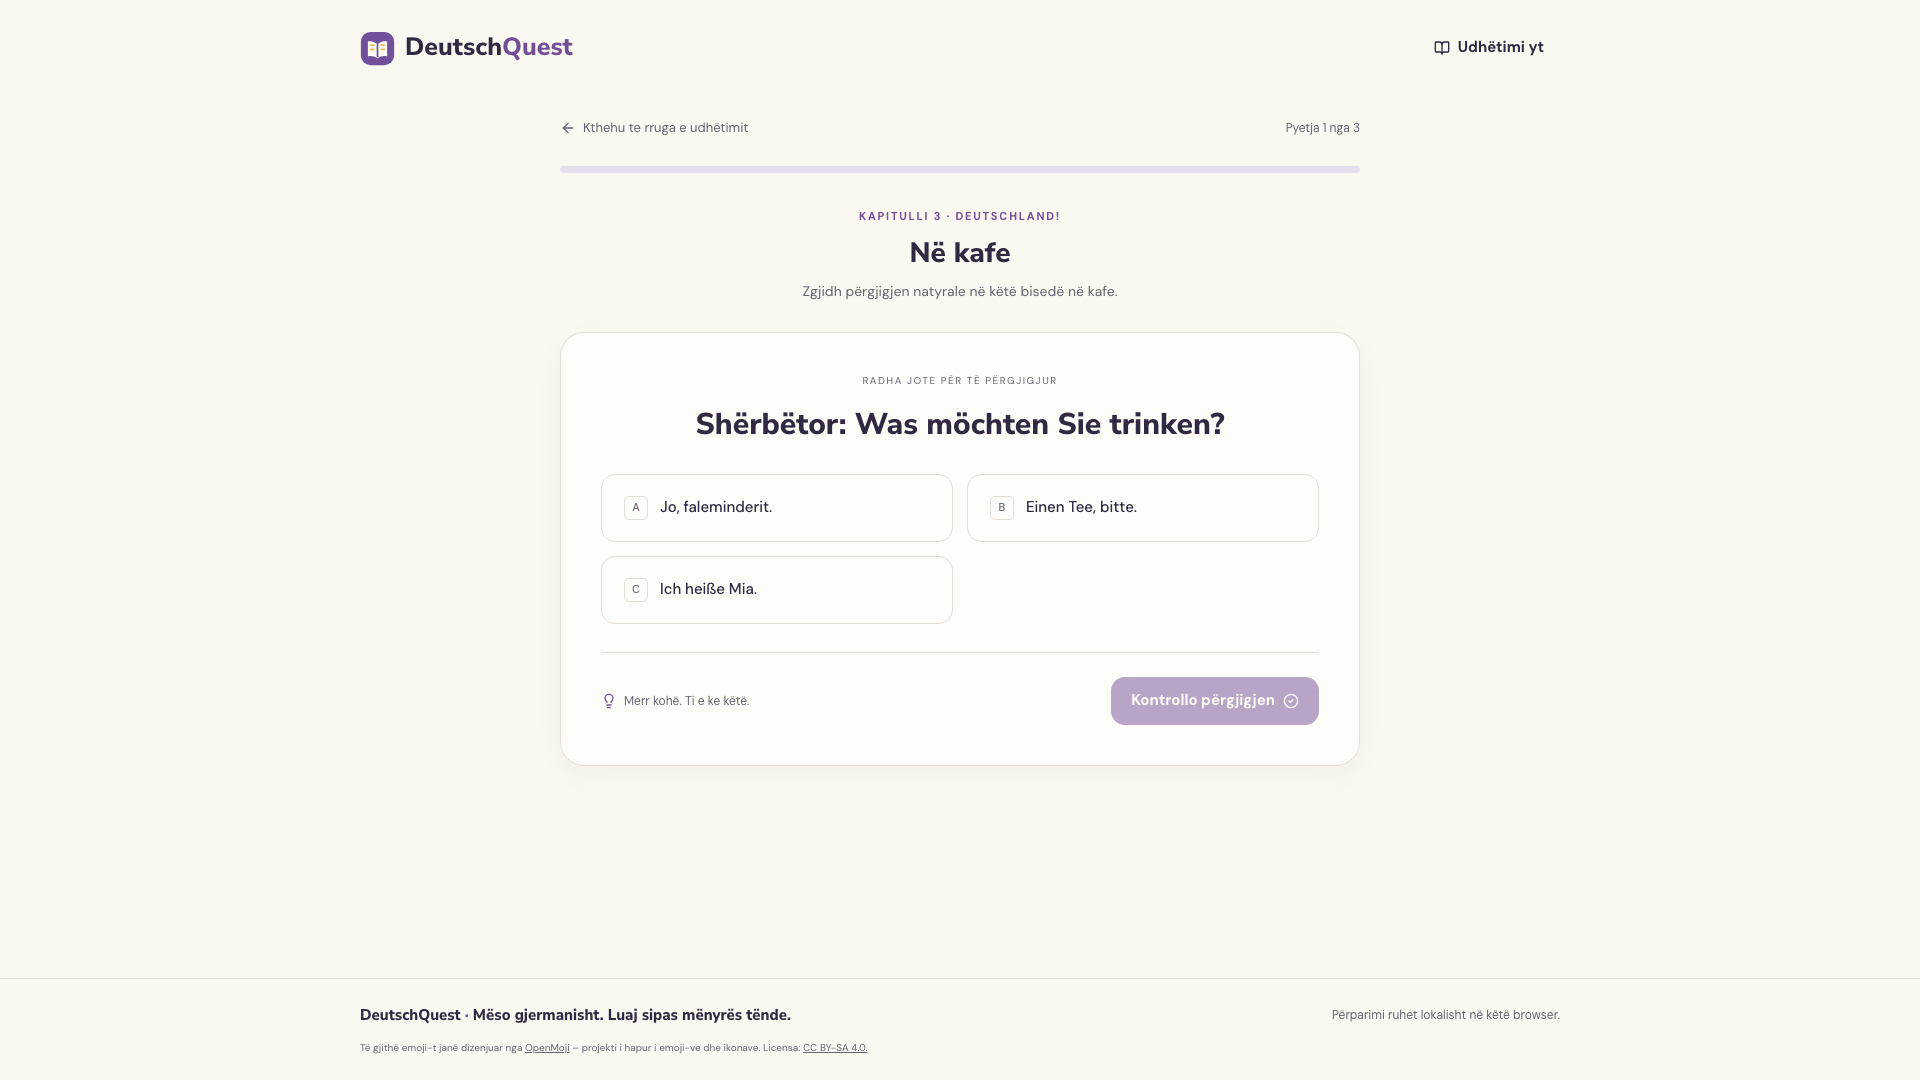 DeutschQuest
Udhëtimi yt
Kthehu te rruga e udhëtimit
Pyetja 1 nga 3
KAPITULLI 3 · DEUTSCHLAND!
Në kafe
Zgjidh përgjigjen natyrale në këtë bisedë në kafe.
RADHA JOTE PËR TË PËRGJIGJUR
Shërbëtor: Was möchten Sie trinken?
A Jo, faleminderit.
B Einen Tee, bitte.
C Ich heiße Mia.
Merr kohë. Ti e ke këtë.
Kontrollo përgjigjen
DeutschQuest · Mëso gjermanisht. Luaj sipas mënyrës tënde.
Përparimi ruhet lokalisht në këtë browser.
Të gjithë emoji-t janë dizenjuar nga OpenMoji – projekti i hapur i emoji-ve dhe ikonave. Licensa: CC BY-SA 4.0.